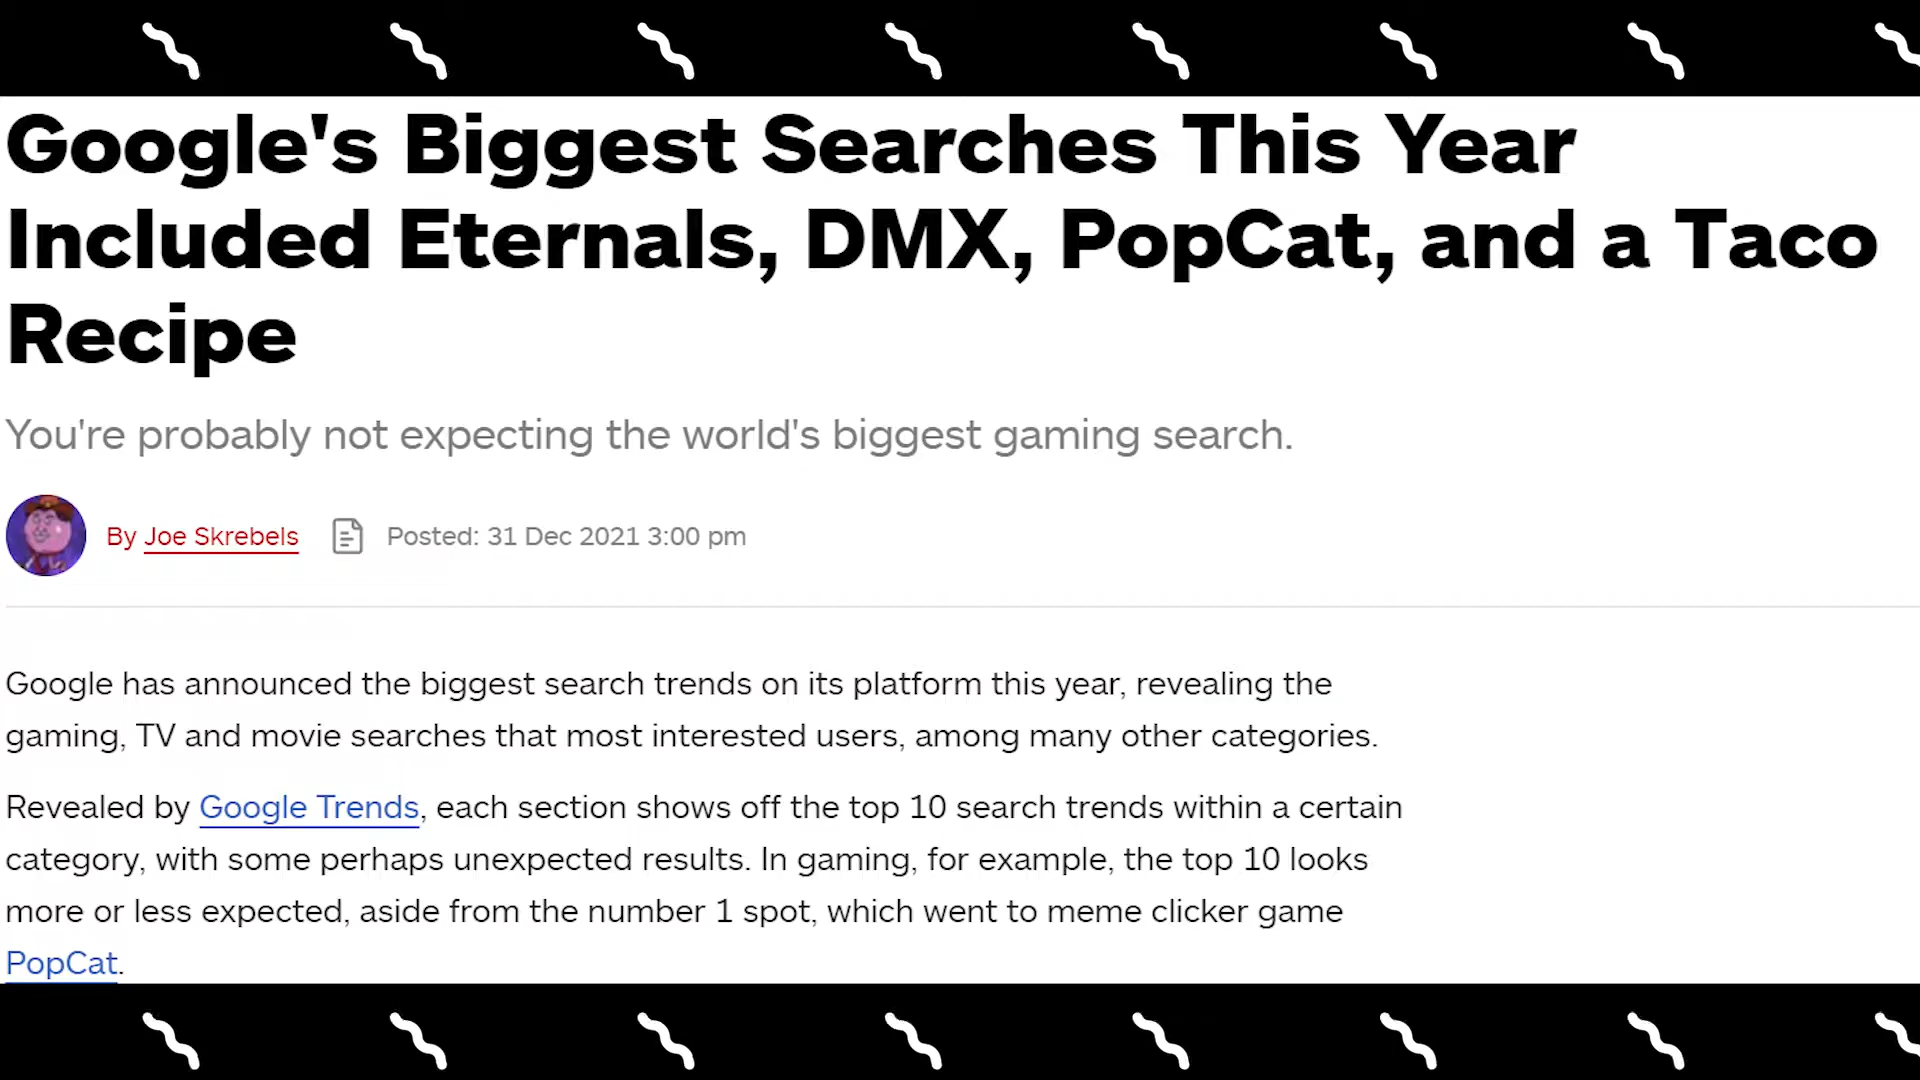 Google's Biggest Searches This Year
Included Eternals, DMX, PopCat, and a Taco
Recipe
You're probably not expecting the world's biggest gaming search.
By Joe Skrebels Posted: 31 Dec 2021 3:00 pm
Google has announced the biggest search trends on its platform this year, revealing the
gaming, TV and movie searches that most interested users, among many other categories.
Revealed by Google Trends, each section shows off the top 10 search trends within a certain
category, with some perhaps unexpected results. In gaming, for example, the top 10 looks
more or less expected, aside from the number 1 spot, which went to meme clicker game
PopCat.